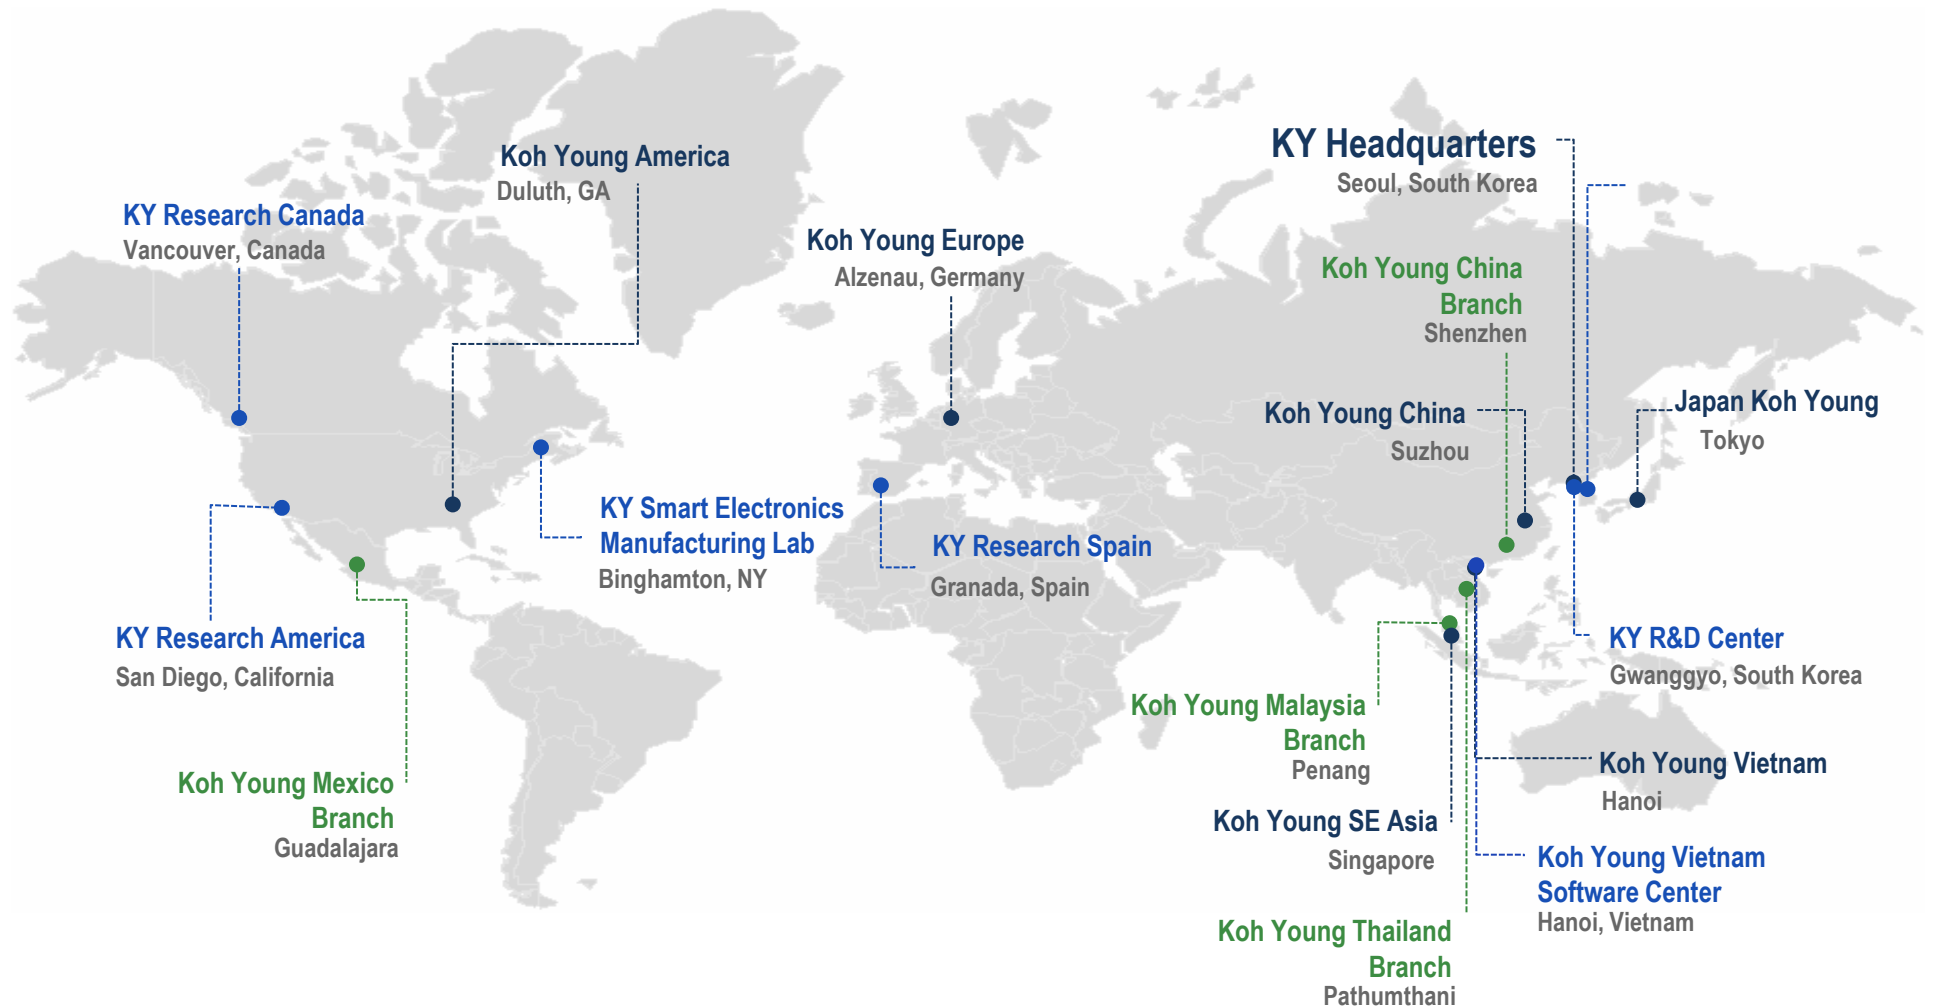 KY Headquarters
Seoul, South Korea
Koh Young America
Duluth, GA
KY Research Canada
Vancouver, Canada
Koh Young Europe
Alzenau, Germany
Koh Young China
Branch
Shenzhen
Koh Young China
Suzhou
Japan Koh Young
Tokyo
KY Smart Electronics
Manufacturing Lab
Binghamton, NY
KY Research Spain
Granada, Spain
KY Research America
San Diego, California
KY R&D Center
Gwanggyo, South Korea
Koh Young Malaysia
Branch
Penang
Koh Young Mexico
Branch
Guadalajara
Koh Young Vietnam
Hanoi
Koh Young SE Asia
Singapore
Koh Young Vietnam
Software Center
Hanoi, Vietnam
Koh Young Thailand
Branch
Pathumthani